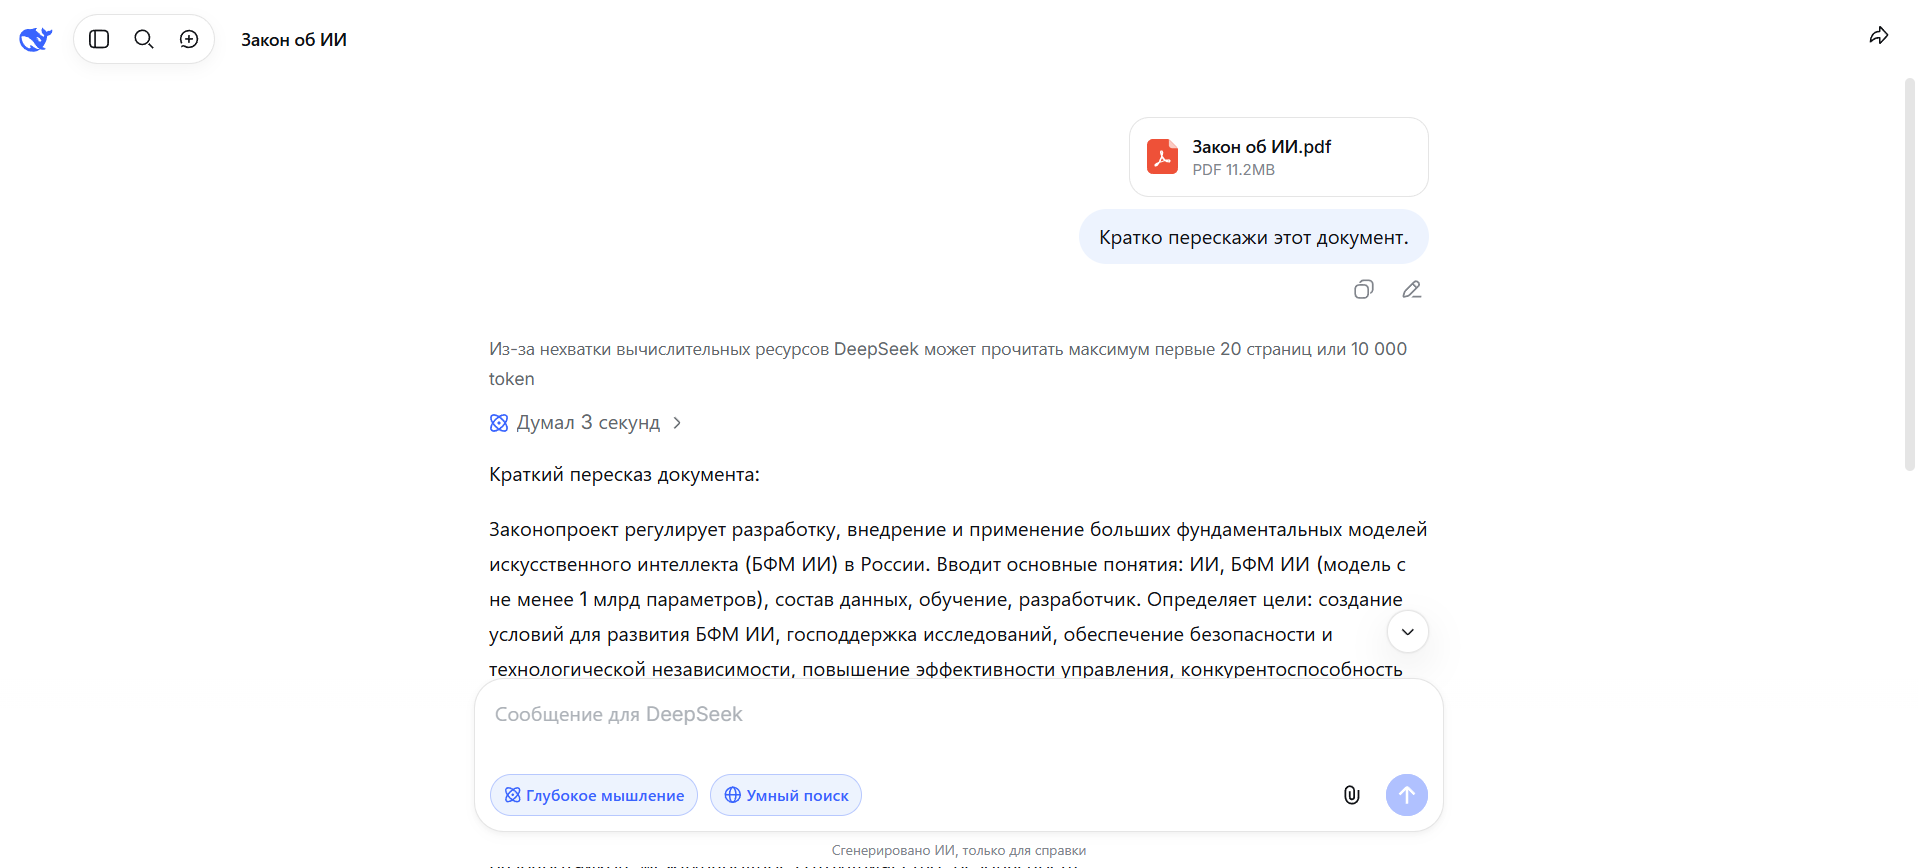 Закон об ИИ
Закон об ИИ.pdf
PDF 11.2MB
Кратко перескажи этот документ.
Из-за нехватки вычислительных ресурсов DeepSeek может прочитать максимум первые 20 страниц или 10 000
token
Думал 3 секунд
Краткий пересказ документа:
Законопроект регулирует разработку, внедрение и применение больших фундаментальных моделей
искусственного интеллекта (БФМ ИИ) в России. Вводит основные понятия: ИИ, БФМ ИИ (модель с
не менее 1 млрд параметров), состав данных, обучение, разработчик. Определяет цели: создание
условий для развития БФМ ИИ, господдержка исследований, обеспечение безопасности и
технологической независимости, повышение эффективности управления, конкурентоспособность
Сообщение для DeepSeek
Глубокое мышление
Умный поиск
Сгенерировано ИИ, только для справки